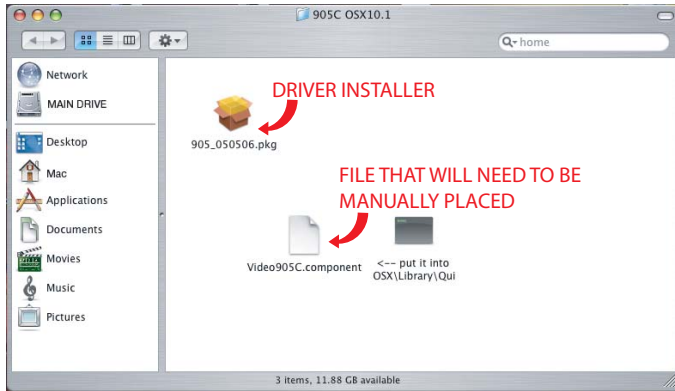 905C OSX10.1
home
Network
MAIN DRIVE
Desktop
Mac
Applications
Documents
Movies
Music
Pictures
DRIVER INSTALLER
905_050506.pkg
FILE THAT WILL NEED TO BE
MANUALLY PLACED
Video905C.component
<-- put it into
OSX\Library\Qui
3 items, 11.88 GB available